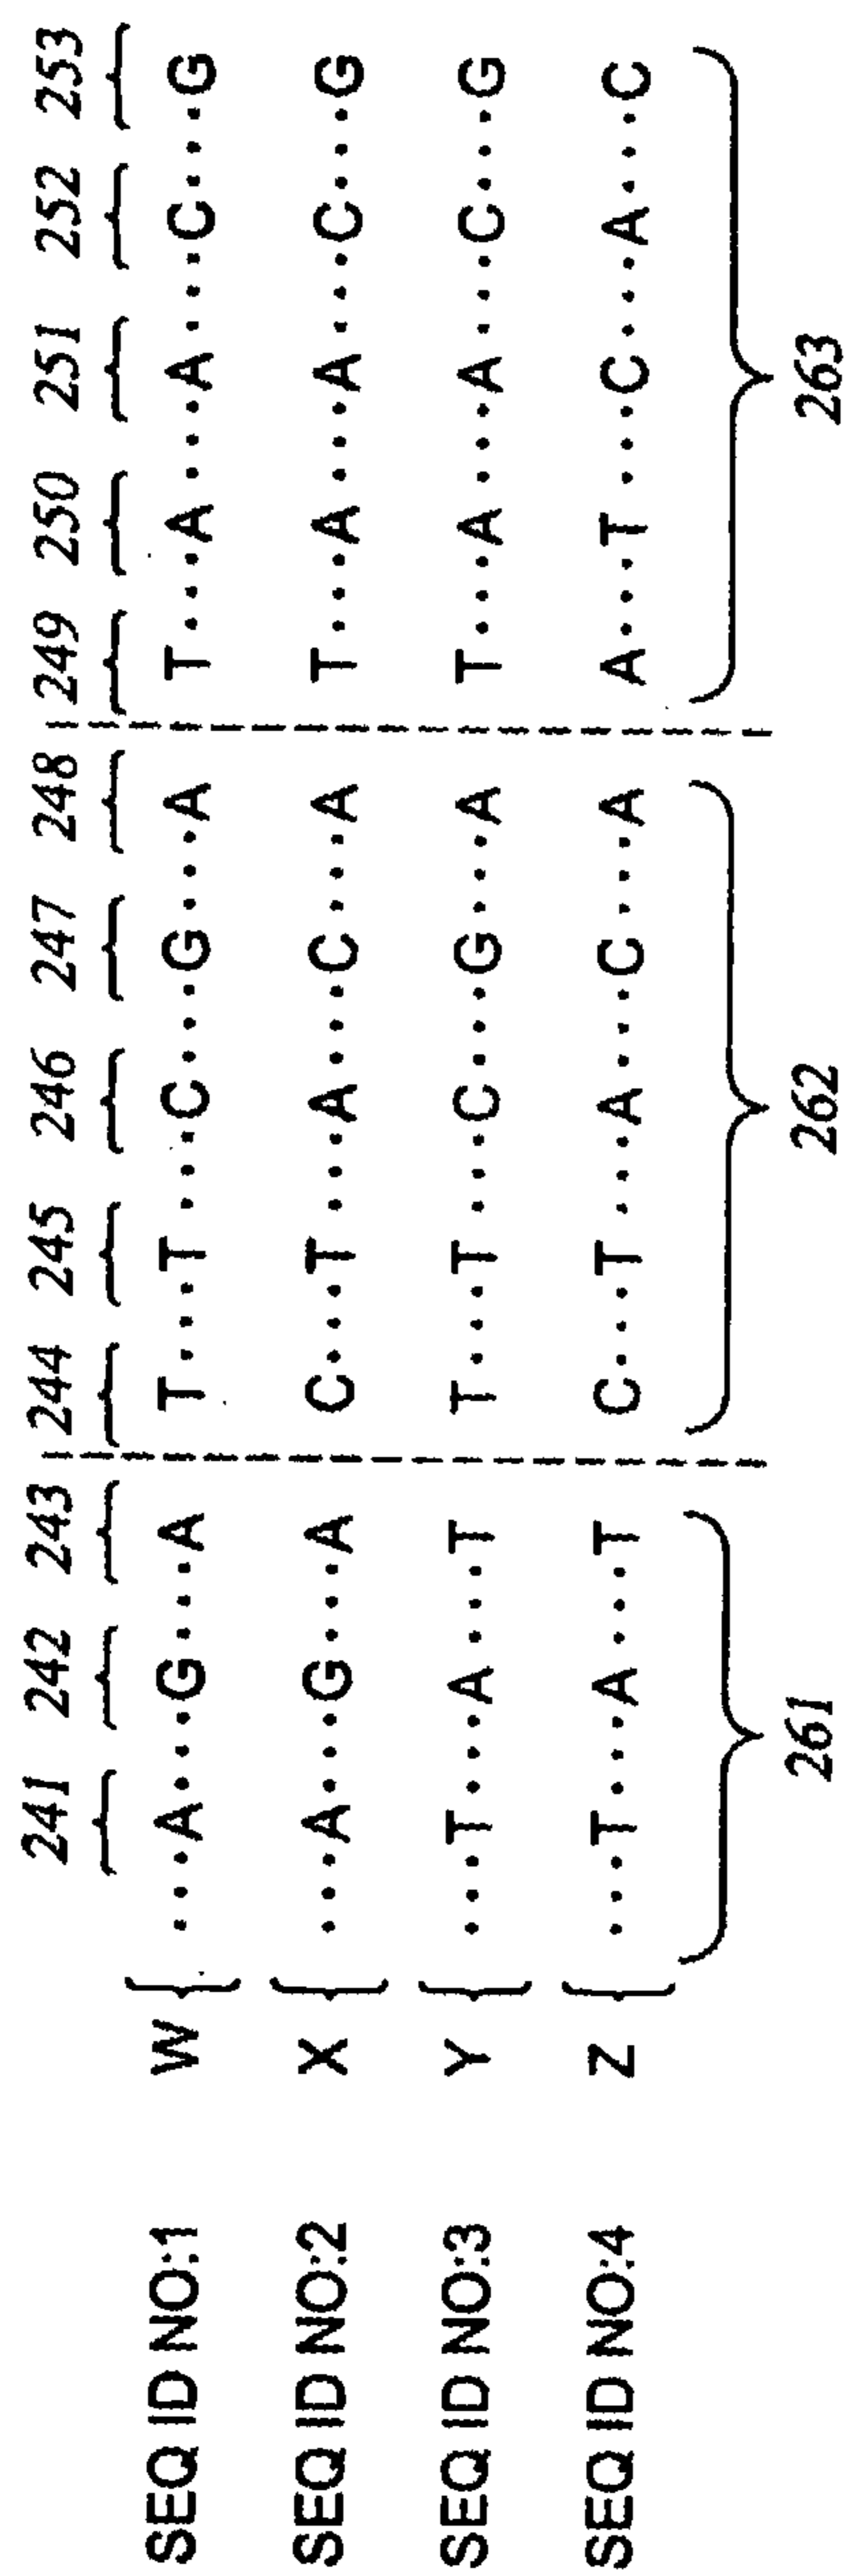 241 242 243 244 245 246 247 248 249 250 251 252 253
SEQ ID NO:1 W { ...A...G...A T...T...C...G...A T...A...A...C...G
SEQ ID NO:2 X { ...A...G...A C...T...A...C...A T...A...A...C...G
SEQ ID NO:3 Y { ...T...A...T T...T...C...G...A T...A...A...C...G
SEQ ID NO:4 Z { ...T...A...T C...T...A...C...A A...T...C...A...C
261 262 263